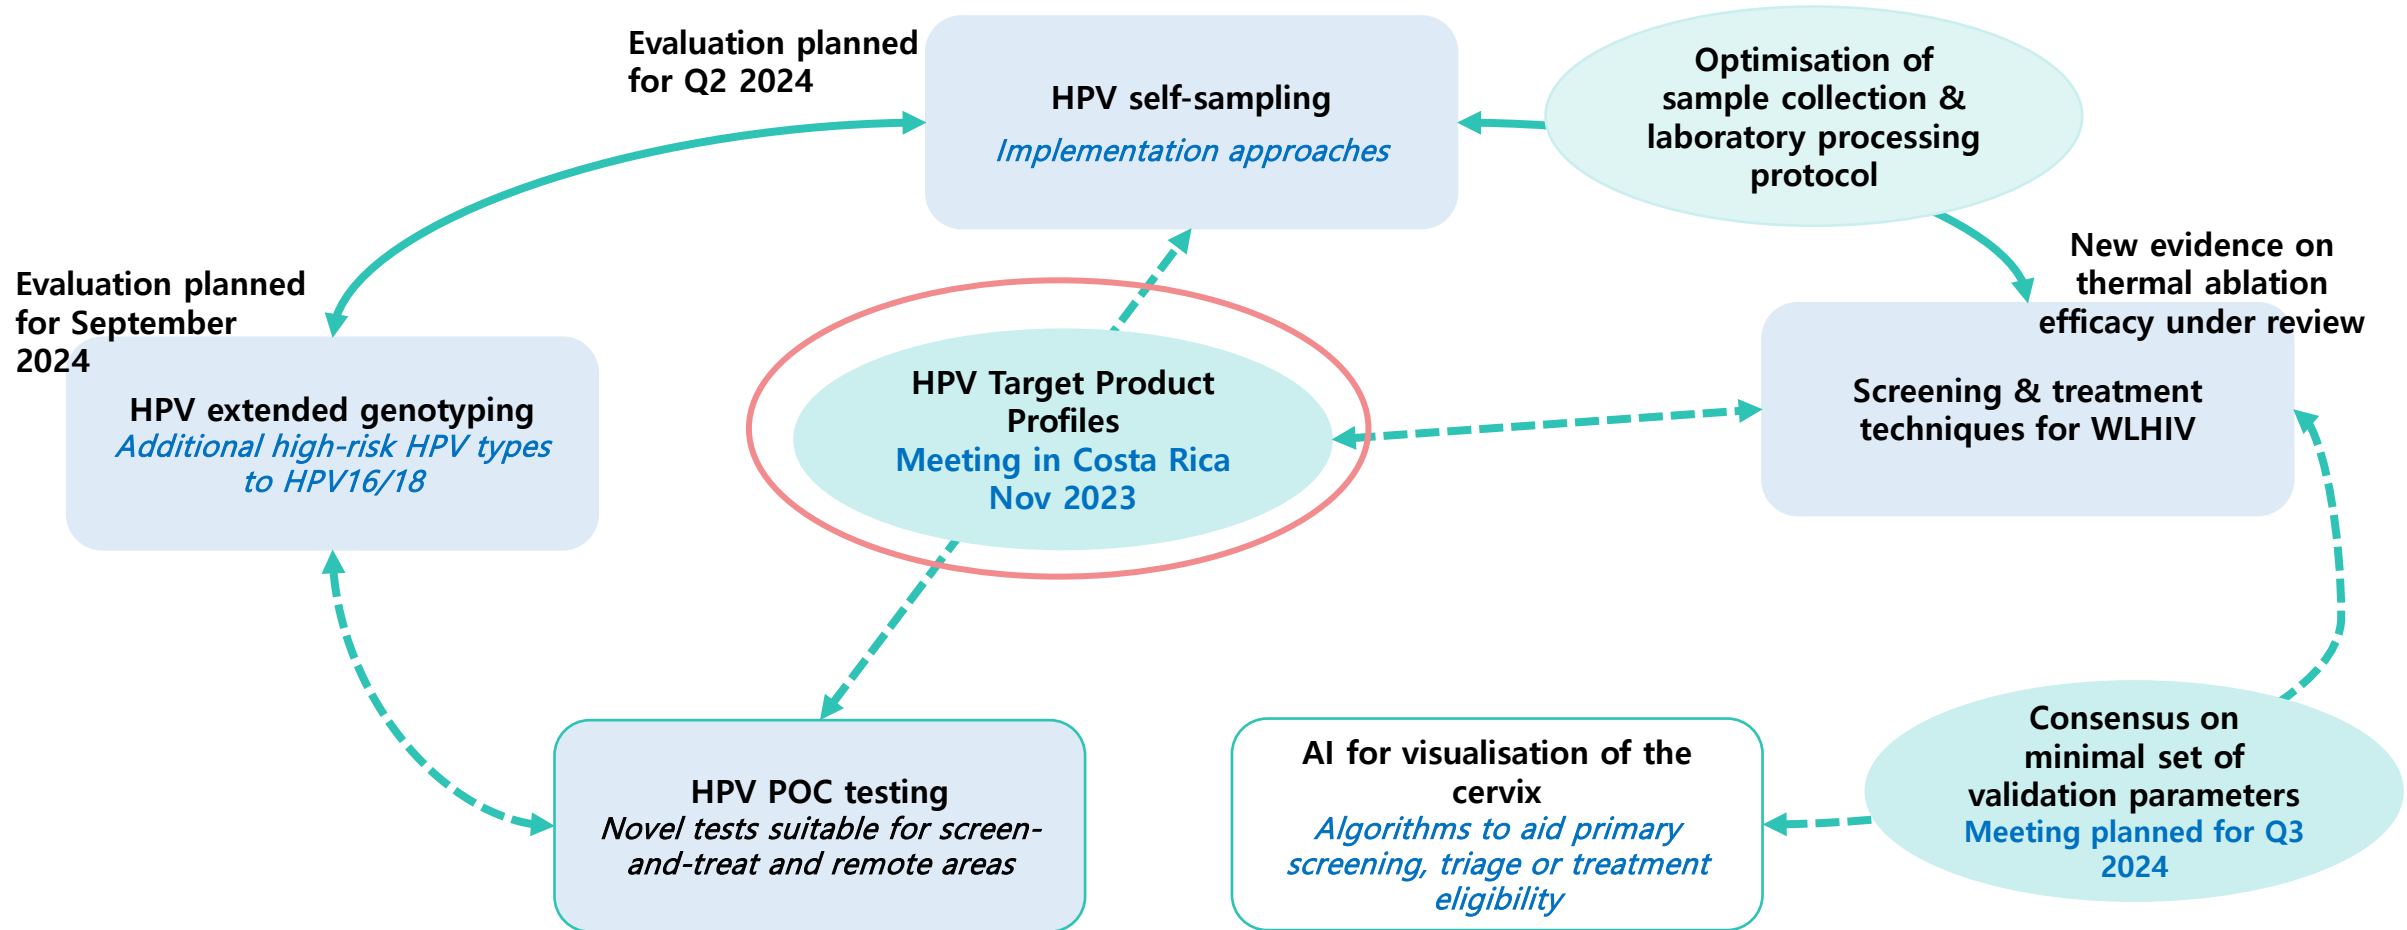 Evaluation planned
for Q2 2024
HPV self-sampling
Implementation approaches
Optimisation of
sample collection &
laboratory processing
protocol
Evaluation planned
for September
2024
HPV extended genotyping
Additional high-risk HPV types
to HPV16/18
HPV Target Product
Profiles
Meeting in Costa Rica
Nov 2023
New evidence on
thermal ablation
efficacy under review
Screening & treatment
techniques for WLHIV
HPV POC testing
Novel tests suitable for screen-
and-treat and remote areas
AI for visualisation of the
cervix
Algorithms to aid primary
screening, triage or treatment
eligibility
Consensus on
minimal set of
validation parameters
Meeting planned for Q3
2024